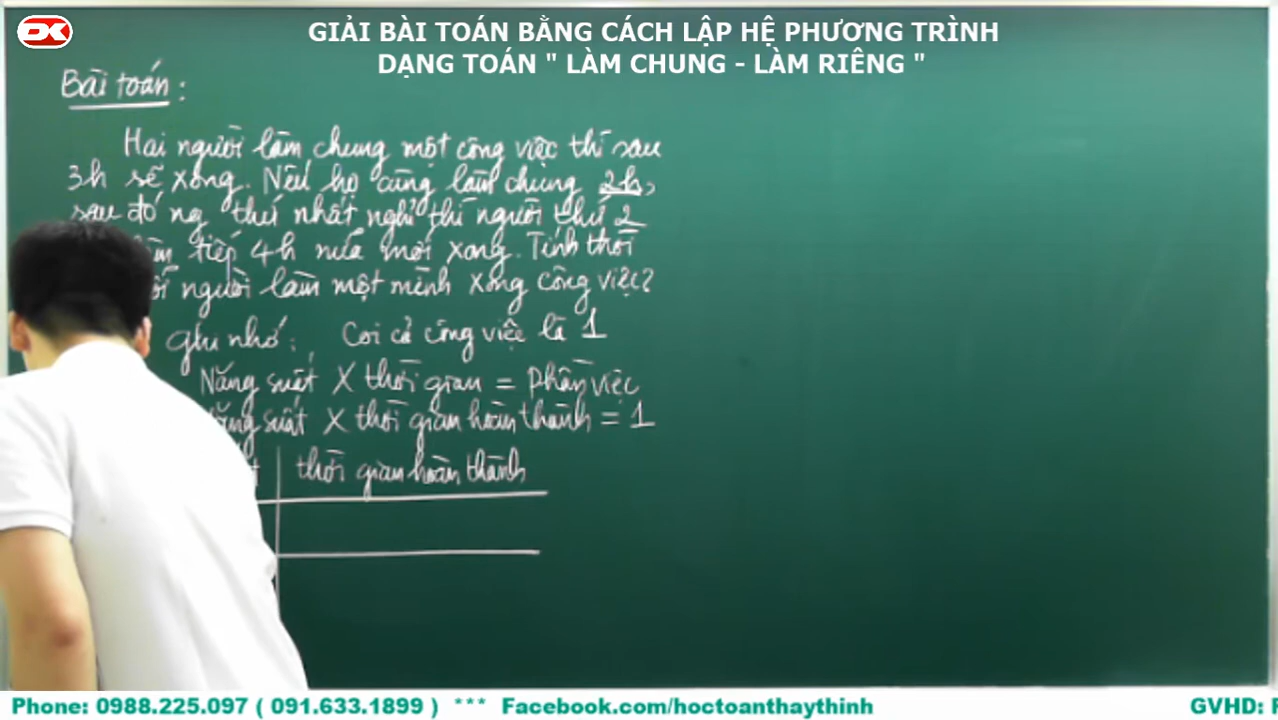 DK
GIẢI BÀI TOÁN BẰNG CÁCH LẬP HỆ PHƯƠNG TRÌNH
DẠNG TOÁN " LÀM CHUNG - LÀM RIÊNG "
Bài toán :
Hai người làm chung một công việc thì sau
3h sẽ xong. Nếu họ cùng làm chung 2h,
sau đó ng thứ nhất nghỉ thì người thứ 2
tiếp 4h nữa mới xong. Tính thời
người làm một mình xong công việc?
ghi nhớ : Coi cả công việc là 1
Năng suất X thời gian = Phần việc
suất X thời gian hoàn thành = 1
thời gian hoàn thành
Phone: 0988.225.097 ( 091.633.1899 ) *** Facebook.com/hoctoanthaythinh GVHD: